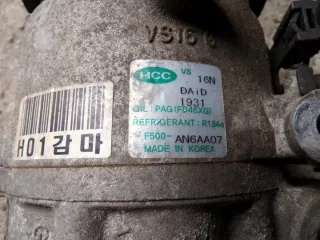 VS16
HCC VS 16N
DA1D
1931
OIL: PAG(FD46XG)
REFRIGERANT: R134a
F500-AN6AA07
MADE IN KOREA
H01감마